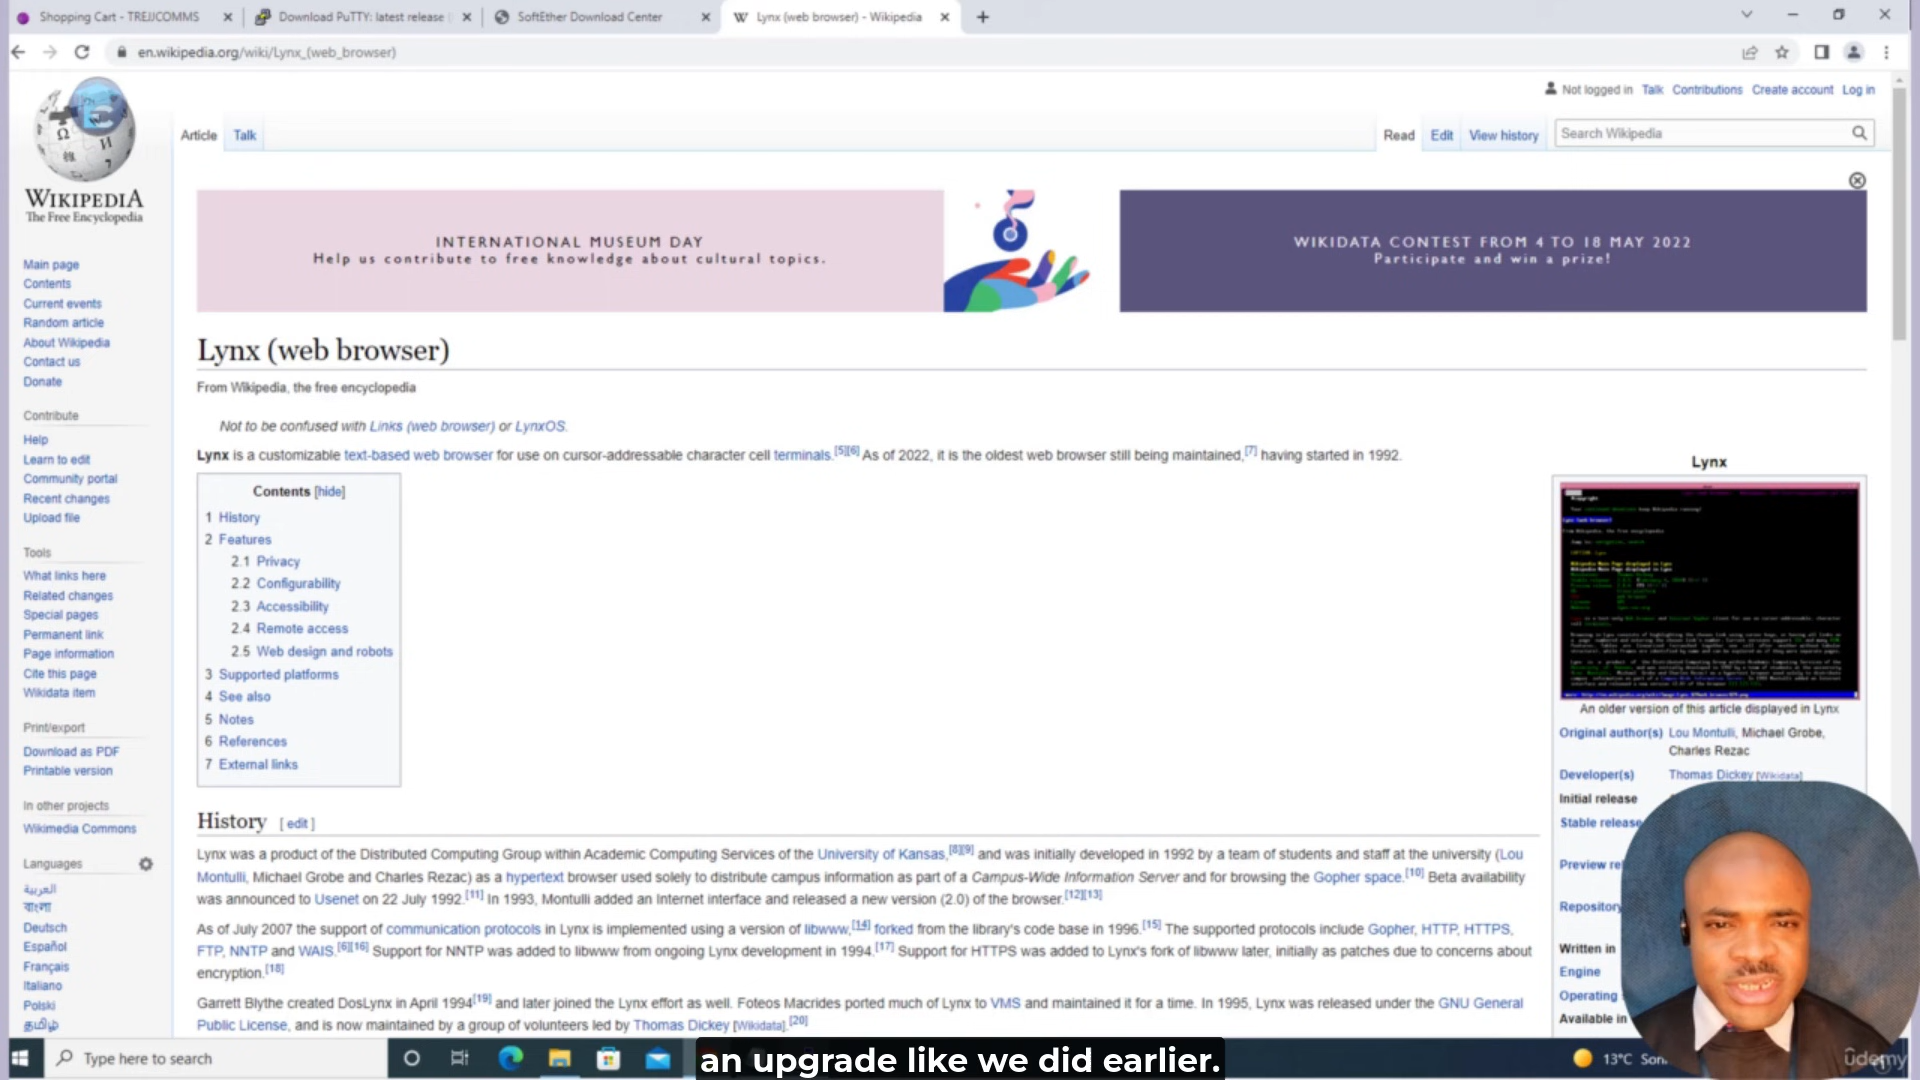 Shopping Cart - TREJJCOMMS
Download PuTTY: latest release
SoftEther Download Center
Lynx (web browser) - Wikipedia
en.wikipedia.org/wiki/Lynx_(web_browser)
Not logged in Talk Contributions Create account Log in
Article Talk
Read Edit View history
Search Wikipedia
WIKIPEDIA
The Free Encyclopedia
Main page
Contents
Current events
Random article
About Wikipedia
Contact us
Donate
Contribute
Help
Learn to edit
Community portal
Recent changes
Upload file
Tools
What links here
Related changes
Special pages
Permanent link
Page information
Cite this page
Wikidata item
Print/export
Download as PDF
Printable version
In other projects
Wikimedia Commons
Languages
العربية
বাংলা
Deutsch
Español
Français
Italiano
Polski
தமிழ்
INTERNATIONAL MUSEUM DAY
Help us contribute to free knowledge about cultural topics.
WIKIDATA CONTEST FROM 4 TO 18 MAY 2022
Participate and win a prize!
Lynx (web browser)
From Wikipedia, the free encyclopedia
Not to be confused with Links (web browser) or LynxOS.
Lynx is a customizable text-based web browser for use on cursor-addressable character cell terminals.[5][6] As of 2022, it is the oldest web browser still being maintained,[7] having started in 1992.
Contents [hide]
1 History
2 Features
2.1 Privacy
2.2 Configurability
2.3 Accessibility
2.4 Remote access
2.5 Web design and robots
3 Supported platforms
4 See also
5 Notes
6 References
7 External links
History [ edit ]
Lynx was a product of the Distributed Computing Group within Academic Computing Services of the University of Kansas,[8][9] and was initially developed in 1992 by a team of students and staff at the university (Lou
Montulli, Michael Grobe and Charles Rezac) as a hypertext browser used solely to distribute campus information as part of a Campus-Wide Information Server and for browsing the Gopher space.[10] Beta availability
was announced to Usenet on 22 July 1992.[11] In 1993, Montulli added an Internet interface and released a new version (2.0) of the browser.[12][13]
As of July 2007 the support of communication protocols in Lynx is implemented using a version of libwww,[14] forked from the library's code base in 1996.[15] The supported protocols include Gopher, HTTP, HTTPS,
FTP, NNTP and WAIS.[6][16] Support for NNTP was added to libwww from ongoing Lynx development in 1994.[17] Support for HTTPS was added to Lynx's fork of libwww later, initially as patches due to concerns about
encryption.[18]
Garrett Blythe created DosLynx in April 1994[19] and later joined the Lynx effort as well. Foteos Macrides ported much of Lynx to VMS and maintained it for a time. In 1995, Lynx was released under the GNU General
Public License, and is now maintained by a group of volunteers led by Thomas Dickey [Wikidata].[20]
Lynx
An older version of this article displayed in Lynx
Original author(s) Lou Montulli, Michael Grobe,
Charles Rezac
Developer(s) Thomas Dickey [Wikidata]
Initial release
Stable release
Preview re
Repository
Written in
Engine
Operating
Available in
Type here to search
an upgrade like we did earlier.
13°C
ûdemy